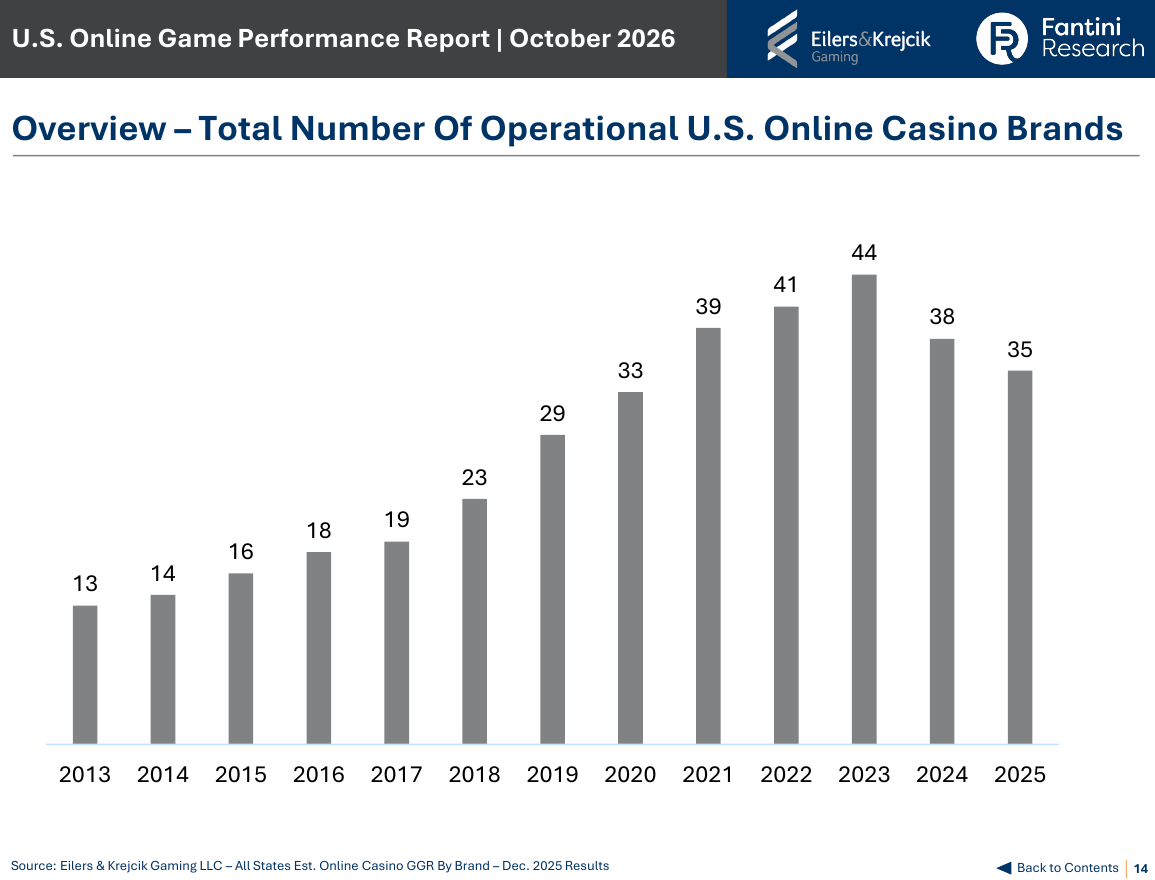 U.S. Online Game Performance Report | October 2026
Eilers&Krejcik
Gaming
Fantini
Research
Overview – Total Number Of Operational U.S. Online Casino Brands
44
41
39
38
35
33
29
23
19
18
16
14
13
2013 2014 2015 2016 2017 2018 2019 2020 2021 2022 2023 2024 2025
Source: Eilers & Krejcik Gaming LLC – All States Est. Online Casino GGR By Brand – Dec. 2025 Results
Back to Contents 14